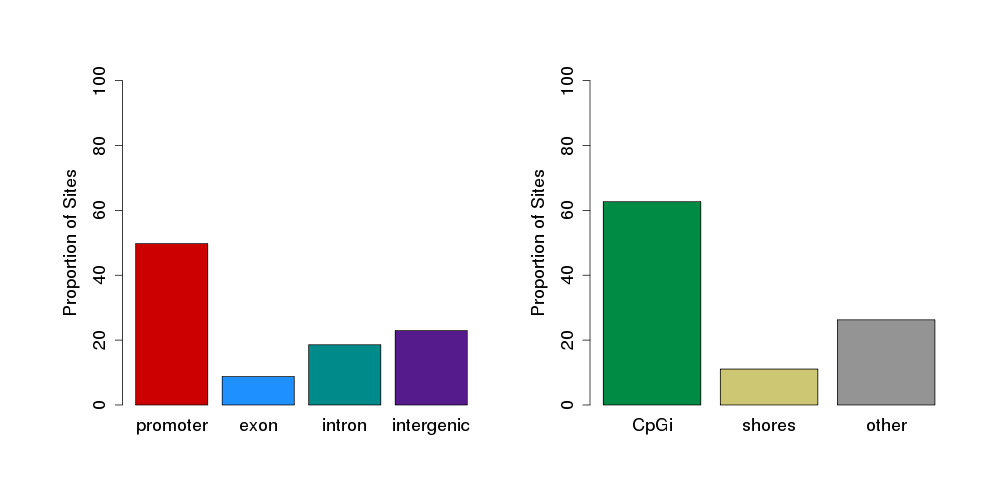 Proportion of Sites
0 20 40 60 80 100
promoter exon intron intergenic
Proportion of Sites
0 20 40 60 80 100
CpGi shores other